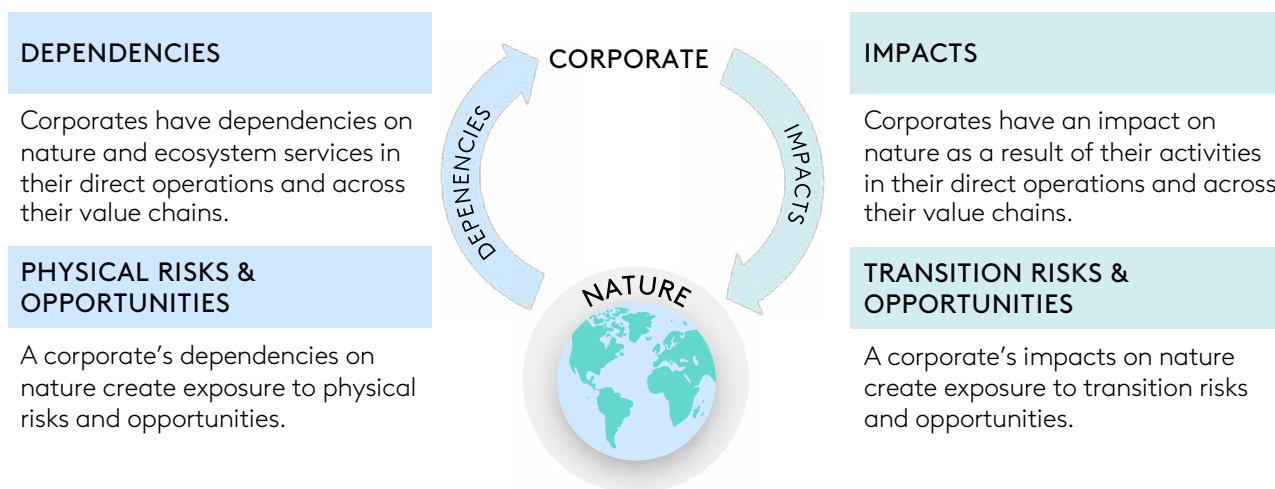 DEPENDENCIES
Corporates have dependencies on
nature and ecosystem services in
their direct operations and across
their value chains.
PHYSICAL RISKS &
OPPORTUNITIES
A corporate’s dependencies on
nature create exposure to physical
risks and opportunities.
CORPORATE
DEPENENCIES
IMPACTS
NATURE
IMPACTS
Corporates have an impact on
nature as a result of their activities
in their direct operations and across
their value chains.
TRANSITION RISKS &
OPPORTUNITIES
A corporate’s impacts on nature
create exposure to transition risks
and opportunities.